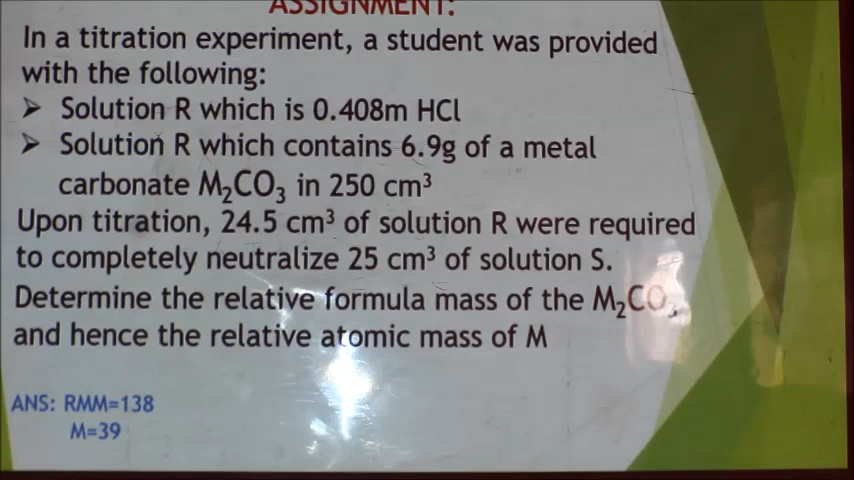 ASSIGNMENT:
In a titration experiment, a student was provided
with the following:
➤ Solution R which is 0.408m HCl
➤ Solution R which contains 6.9g of a metal
carbonate M₂CO₃ in 250 cm³
Upon titration, 24.5 cm³ of solution R were required
to completely neutralize 25 cm³ of solution S.
Determine the relative formula mass of the M₂CO₃
and hence the relative atomic mass of M
ANS: RMM=138
M=39